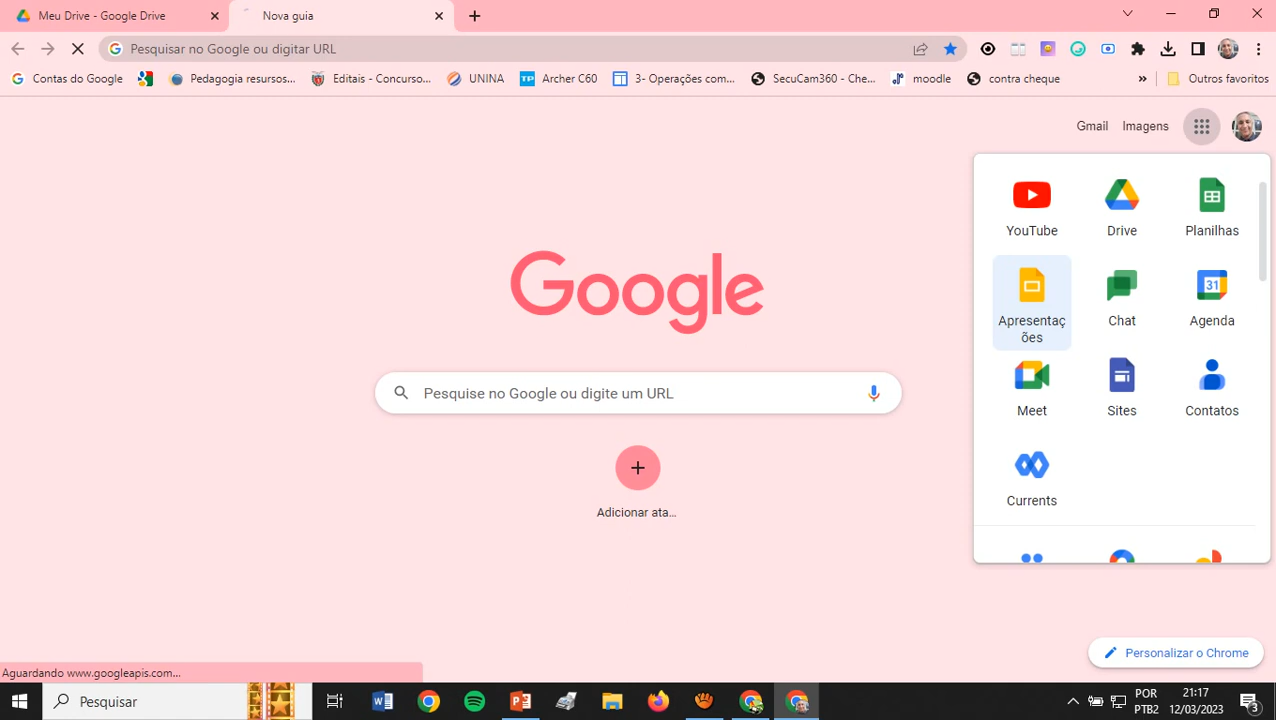 Meu Drive - Google Drive
Nova guia
Pesquisar no Google ou digitar URL
Contas do Google
Pedagogia resursos...
Editais - Concurso...
UNINA
TP Archer C60
3- Operações com...
SecuCam360 - Che...
moodle
contra cheque
»
Outros favoritos
Gmail
Imagens
YouTube
Drive
Planilhas
Apresentaç
ões
Chat
31
Agenda
Meet
Sites
Contatos
Currents
Google
Pesquise no Google ou digite um URL
Adicionar ata...
Personalizar o Chrome
Aguardando www.googleapis.com...
Pesquisar
POR
PTB2
21:17
12/03/2023
3